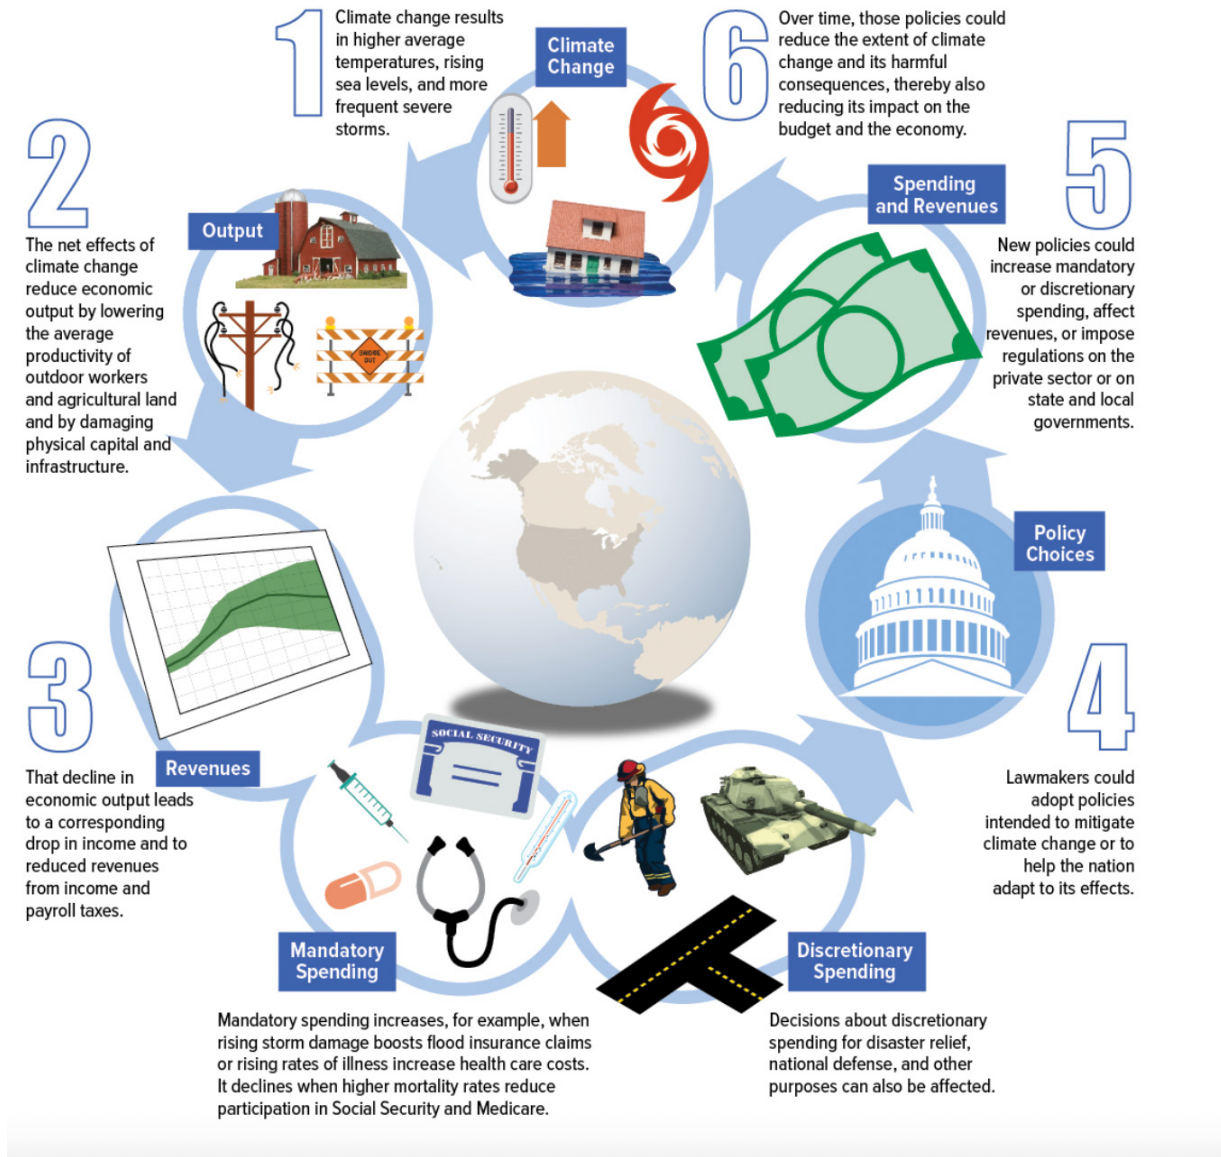 1
Climate change results
in higher average
temperatures, rising
sea levels, and more
frequent severe
storms.
Climate
Change
2
Output
The net effects of
climate change
reduce economic
output by lowering
the average
productivity of
outdoor workers
and agricultural land
and by damaging
physical capital and
infrastructure.
SMOKE
OUT
3
Revenues
That decline in
economic output leads
to a corresponding
drop in income and to
reduced revenues
from income and
payroll taxes.
SOCIAL SECURITY
Mandatory
Spending
Mandatory spending increases, for example, when
rising storm damage boosts flood insurance claims
or rising rates of illness increase health care costs.
It declines when higher mortality rates reduce
participation in Social Security and Medicare.
Discretionary
Spending
Decisions about discretionary
spending for disaster relief,
national defense, and other
purposes can also be affected.
4
Policy
Choices
Lawmakers could
adopt policies
intended to mitigate
climate change or to
help the nation
adapt to its effects.
5
Spending
and Revenues
New policies could
increase mandatory
or discretionary
spending, affect
revenues, or impose
regulations on the
private sector or on
state and local
governments.
6
Over time, those policies could
reduce the extent of climate
change and its harmful
consequences, thereby also
reducing its impact on the
budget and the economy.